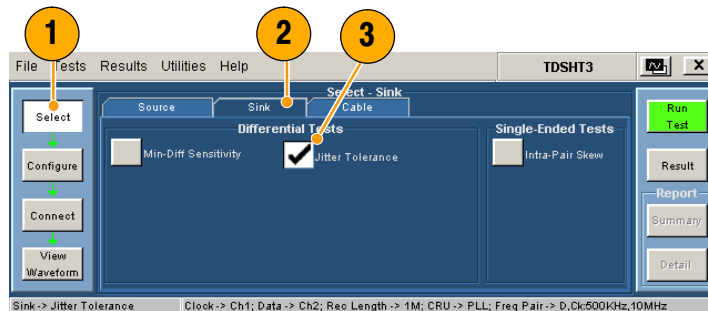 1 2 3
File Tests Results Utilities Help TDSHT3 X
Select - Sink
Source Sink Cable
Select
Configure
Connect
View
Waveform
Differential Tests
Min-Diff Sensitivity
Jitter Tolerance
Single-Ended Tests
Intra-Pair Skew
Run
Test
Result
Report
Summary
Detail
Sink-> Jitter Tolerance Clock-> Ch1; Data-> Ch2; Rec Length-> 1M; CRU-> PLL; Freq Pair-> D,Ck:500KHz,10MHz